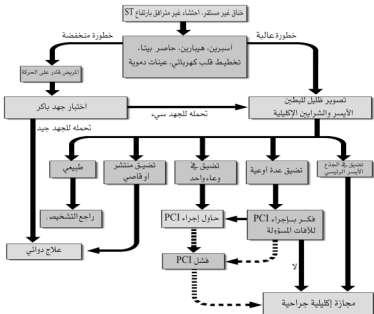 خناق غير مستقر، احتشاء غير مترافق بارتفاع ST
خطورة عالية
خطورة منخفضة
اسبرين، هيبارين، حاصر بيتا،
تخطيط قلب كهربائي، عينات دموية
المريض قادر على الحركة
تصوير ظليل للبطين
الأيسر والشرايين الإكليلية
تحمله للجهد سيء
اختبار جهد باكر
تحمله للجهد جيد
تضيق في الجذع
الأيسر الرئيسي
تضيق عدة أوعية
تضيق في
وعاء واحد
تضيق منتشر
أو قاصي
طبيعي
فكر بإجراء PCI
للآفات المسؤولة
حاول إجراء PCI
راجع التشخيص
علاج دوائي
فشل PCI
لا
مجازة إكليلية جراحية